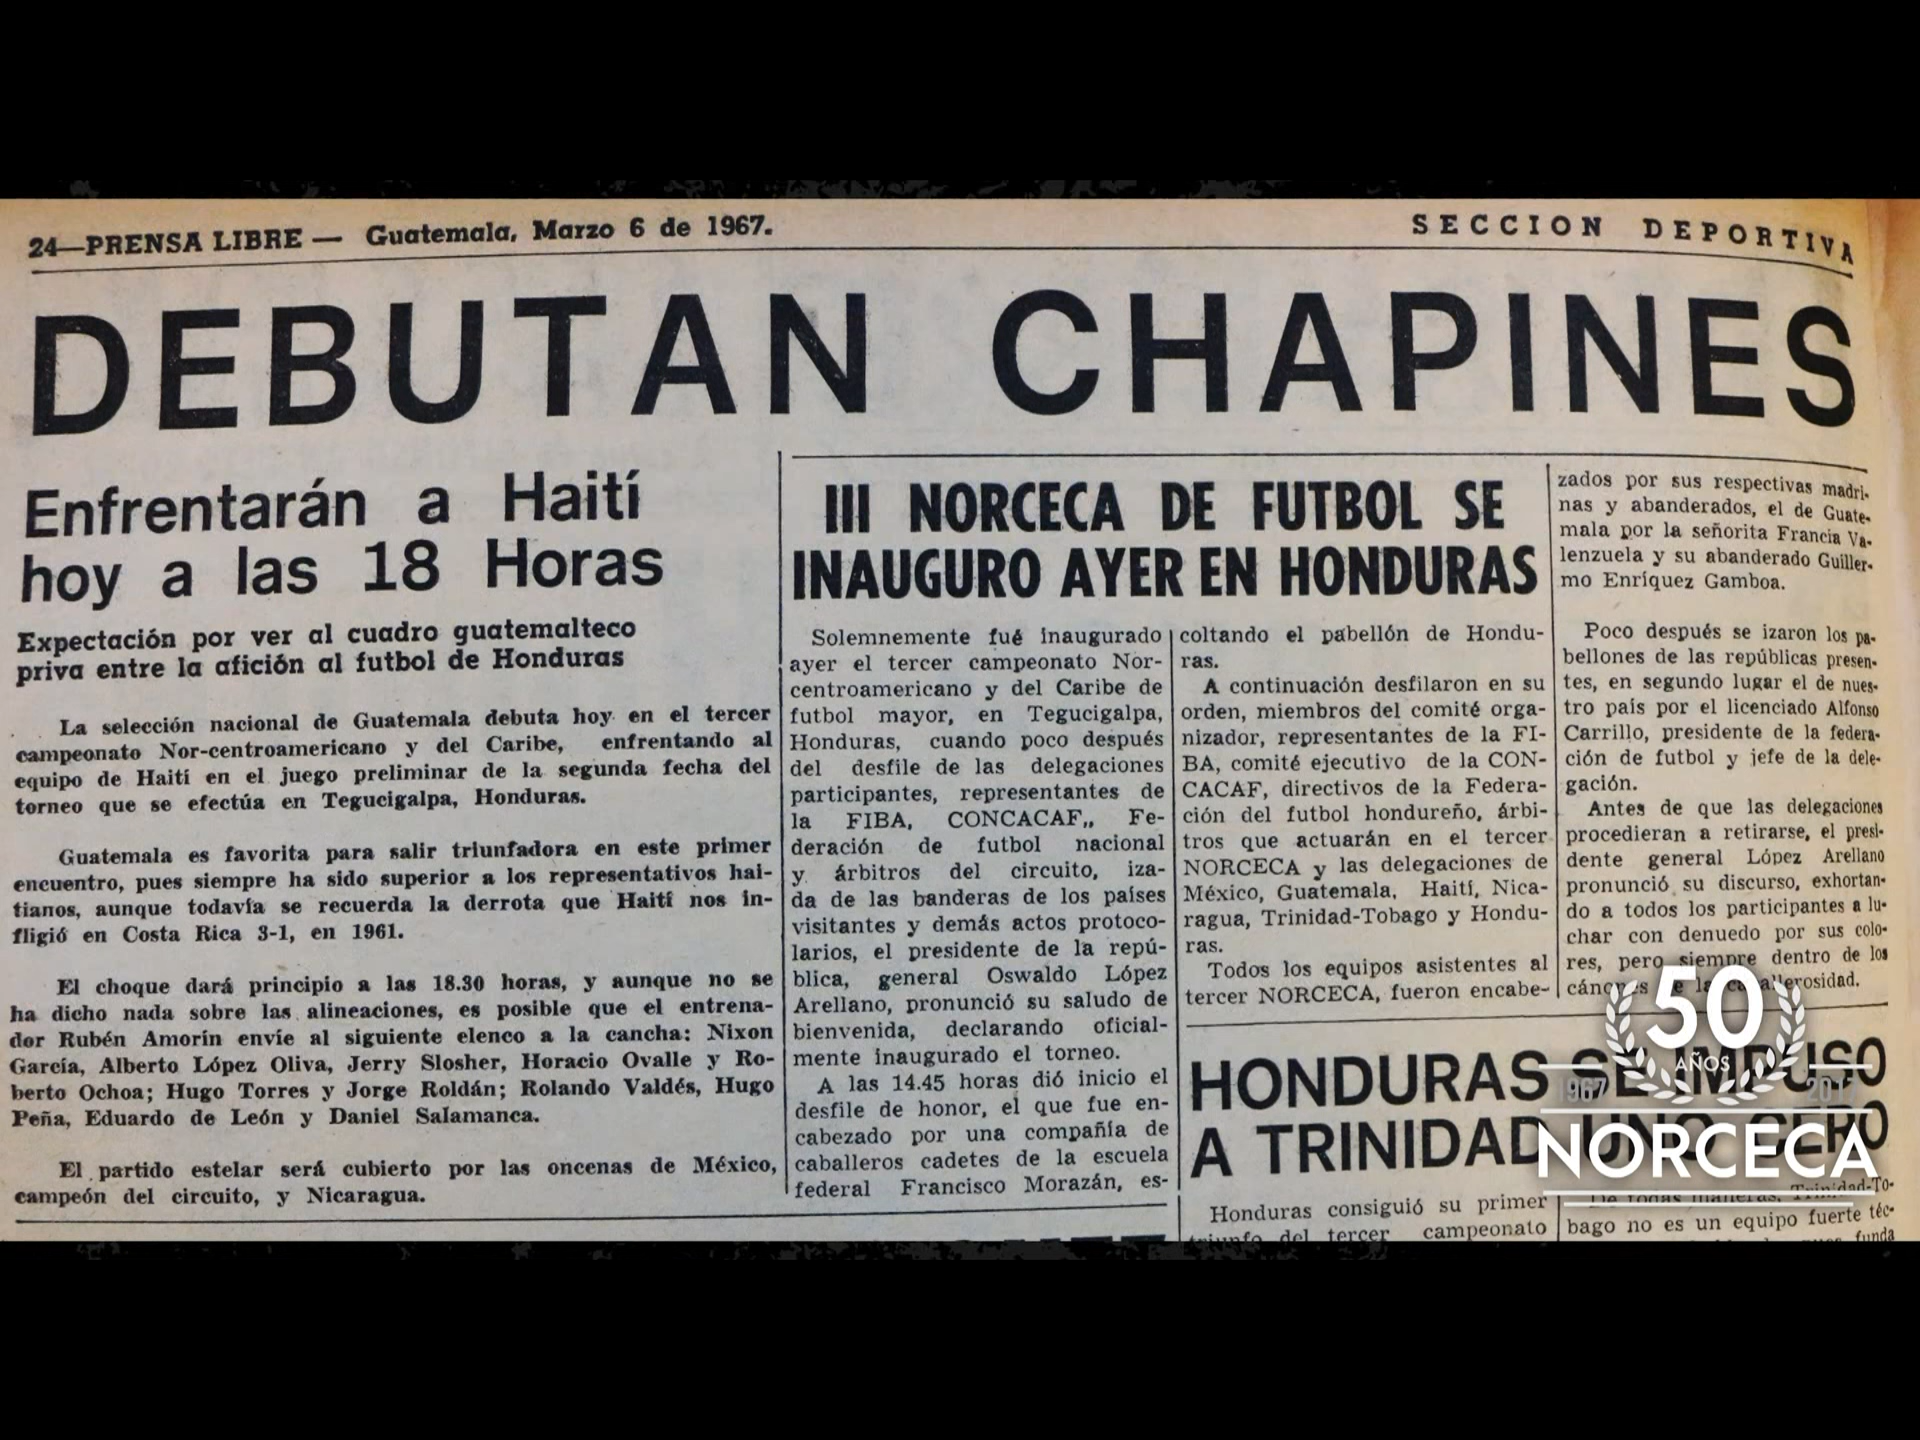 24—PRENSA LIBRE — Guatemala, Marzo 6 de 1967.
SECCION DEPORTIVA
DEBUTAN CHAPINES
Enfrentarán a Haití
hoy a las 18 Horas
Expectación por ver al cuadro guatemalteco
priva entre la afición al futbol de Honduras
La selección nacional de Guatemala debuta hoy en el tercer
campeonato Nor-centroamericano y del Caribe, enfrentando al
equipo de Haití en el juego preliminar de la segunda fecha del
torneo que se efectúa en Tegucigalpa, Honduras.
Guatemala es favorita para salir triunfadora en este primer
encuentro, pues siempre ha sido superior a los representativos hai-
tianos, aunque todavía se recuerda la derrota que Haití nos in-
fligió en Costa Rica 3-1, en 1961.
El choque dará principio a las 18.30 horas, y aunque no se
ha dicho nada sobre las alineaciones, es posible que el entrena-
dor Rubén Amorín envíe al siguiente elenco a la cancha: Nixon
García, Alberto López Oliva, Jerry Slosher, Horacio Ovalle y Ro-
berto Ochoa; Hugo Torres y Jorge Roldán; Rolando Valdés, Hugo
Peña, Eduardo de León y Daniel Salamanca.
El partido estelar será cubierto por las oncenas de México,
campeón del circuito, y Nicaragua.
III NORCECA DE FUTBOL SE
INAUGURO AYER EN HONDURAS
Solemnemente fué inaugurado
ayer el tercer campeonato Nor-
centroamericano y del Caribe de
futbol mayor, en Tegucigalpa,
Honduras, cuando poco después
del desfile de las delegaciones
participantes, representantes de
la FIBA, CONCACAF,, Fe-
deración de futbol nacional
y árbitros del circuito, iza-
da de las banderas de los países
visitantes y demás actos protoco-
larios, el presidente de la repú-
blica, general Oswaldo López
Arellano, pronunció su saludo de
bienvenida, declarando oficial-
mente inaugurado el torneo.
A las 14.45 horas dió inicio el
desfile de honor, el que fue en-
cabezado por una compañía de
caballeros cadetes de la escuela
federal Francisco Morazán, es-
coltando el pabellón de Hondu-
ras.
A continuación desfilaron en su
orden, miembros del comité orga-
nizador, representantes de la FI-
BA, comité ejecutivo de la CON-
CACAF, directivos de la Federa-
ción del futbol hondureño, árbi-
tros que actuarán en el tercer
NORCECA y las delegaciones de
México, Guatemala, Haití, Nica-
ragua, Trinidad-Tobago y Hondu-
ras.
Todos los equipos asistentes al
tercer NORCECA, fueron encabe-
zados por sus respectivas madri-
nas y abanderados, el de Guate-
mala por la señorita Francia Va-
lenzuela y su abanderado Guiller-
mo Enríquez Gamboa.
Poco después se izaron los pa-
bellones de las repúblicas presen-
tes, en segundo lugar el de nues-
tro país por el licenciado Alfonso
Carrillo, presidente de la federa-
ción de futbol y jefe de la dele-
gación.
Antes de que las delegaciones
procedieran a retirarse, el presi-
dente general López Arellano
pronunció su discurso, exhortan-
do a todos los participantes a lu-
char con denuedo por sus colo-
res, pero siempre dentro de los
cánones de la caballerosidad.
HONDURAS SE IMPUSO
A TRINIDAD UNO CERO
Honduras consiguió su primer
triunfo del tercer campeonato
De todas maneras, Trinidad-To-
bago no es un equipo fuerte téc-
funda
50
AÑOS
1967
NORCECA